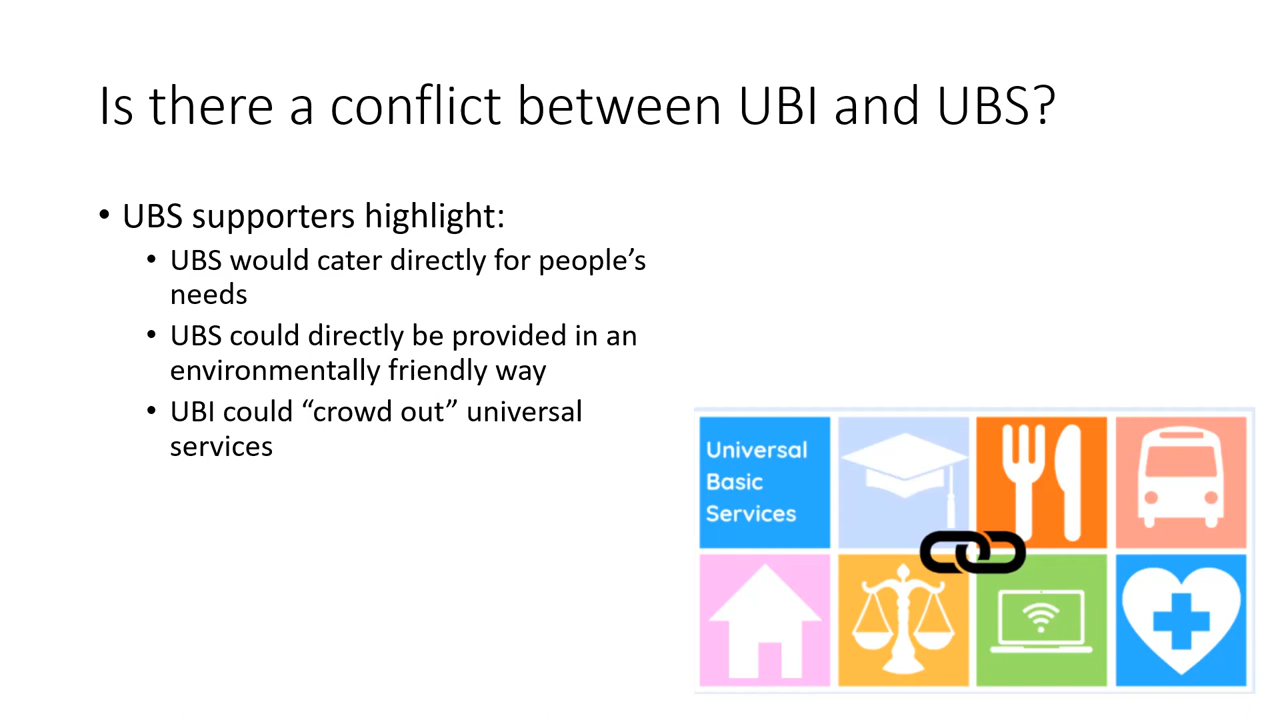 Is there a conflict between UBI and UBS?
• UBS supporters highlight:
• UBS would cater directly for people’s
needs
• UBS could directly be provided in an
environmentally friendly way
• UBI could “crowd out” universal
services
Universal
Basic
Services